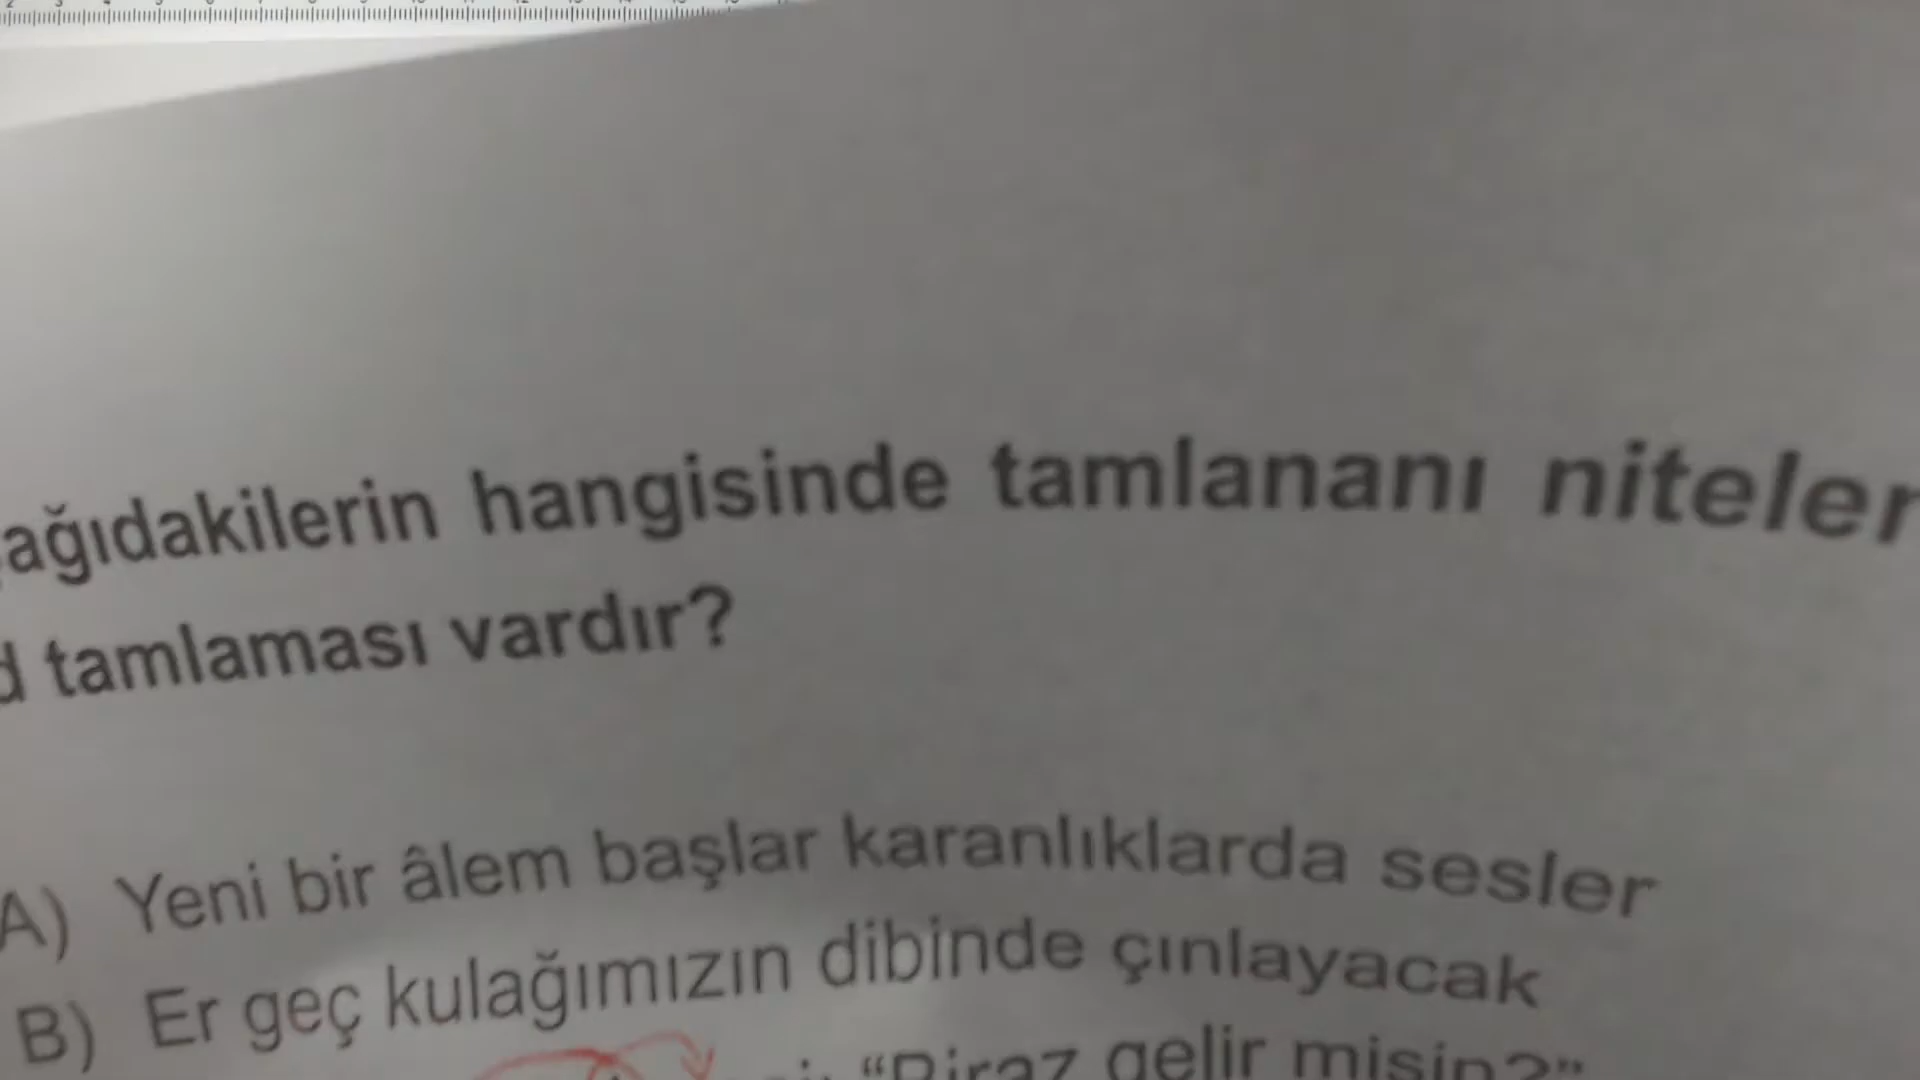 ağıdakilerin hangisinde tamlananı niteler
d tamlaması vardır?
A) Yeni bir âlem başlar karanlıklarda sesler
B) Er geç kulağımızın dibinde çınlayacak
“Biraz gelir misin?”